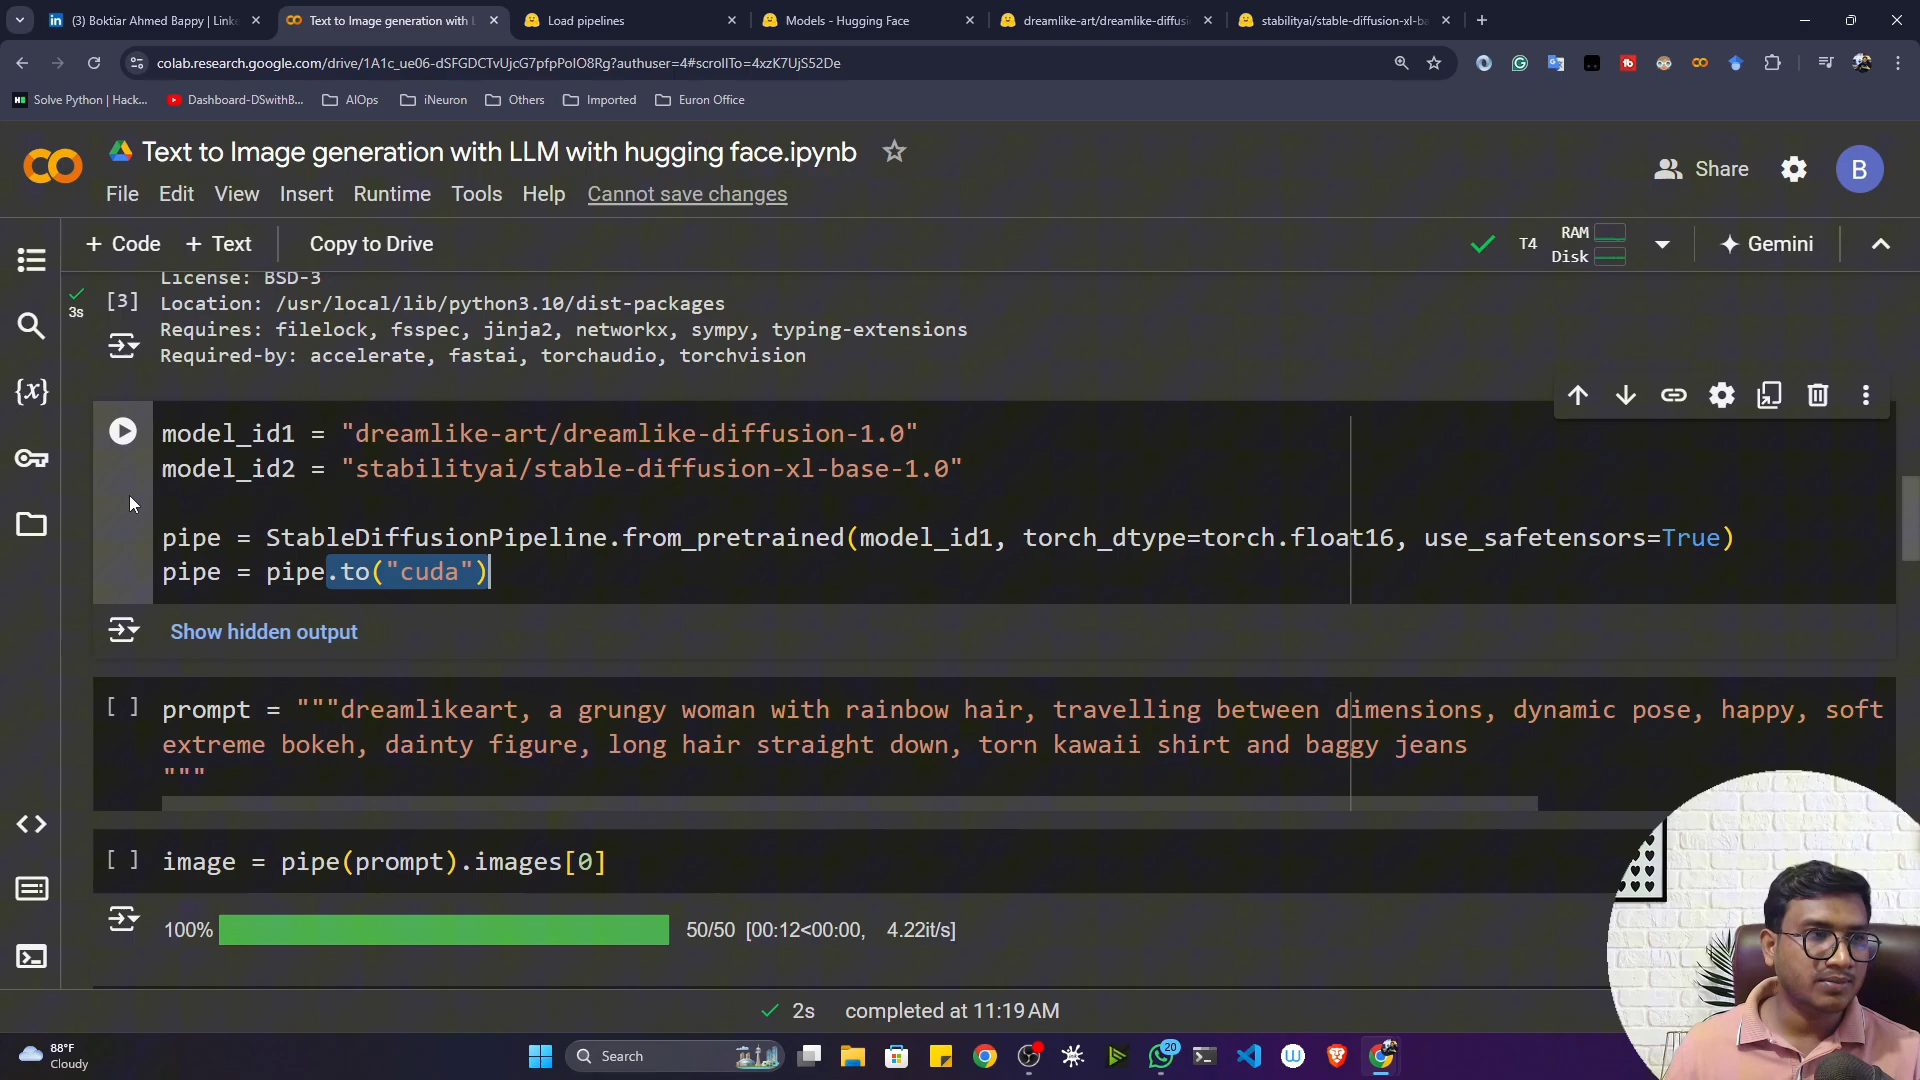 (3) Boktiar Ahmed Bappy | Linke
Text to Image generation with L
Load pipelines
Models - Hugging Face
dreamlike-art/dreamlike-diffusi
stabilityai/stable-diffusion-xl-ba
colab.research.google.com/drive/1A1c_ue06-dSFGDCTvUjcG7pfpPoIO8Rg?authuser=4#scrollTo=4xzK7UjS52De
Solve Python | Hack...
Dashboard-DSwithB...
AIOps
iNeuron
Others
Imported
Euron Office
Text to Image generation with LLM with hugging face.ipynb
Share
B
File Edit View Insert Runtime Tools Help Cannot save changes
+ Code + Text Copy to Drive
T4 RAM
Disk
Gemini
License: BSD-3
[3] Location: /usr/local/lib/python3.10/dist-packages
3s
Requires: filelock, fsspec, jinja2, networkx, sympy, typing-extensions
Required-by: accelerate, fastai, torchaudio, torchvision
model_id1 = "dreamlike-art/dreamlike-diffusion-1.0"
model_id2 = "stabilityai/stable-diffusion-xl-base-1.0"
pipe = StableDiffusionPipeline.from_pretrained(model_id1, torch_dtype=torch.float16, use_safetensors=True)
pipe = pipe.to("cuda")
Show hidden output
[ ] prompt = """dreamlikeart, a grungy woman with rainbow hair, travelling between dimensions, dynamic pose, happy, soft
extreme bokeh, dainty figure, long hair straight down, torn kawaii shirt and baggy jeans
"""
[ ] image = pipe(prompt).images[0]
100% 50/50 [00:12<00:00, 4.22it/s]
2s completed at 11:19 AM
88°F
Cloudy
Search
20